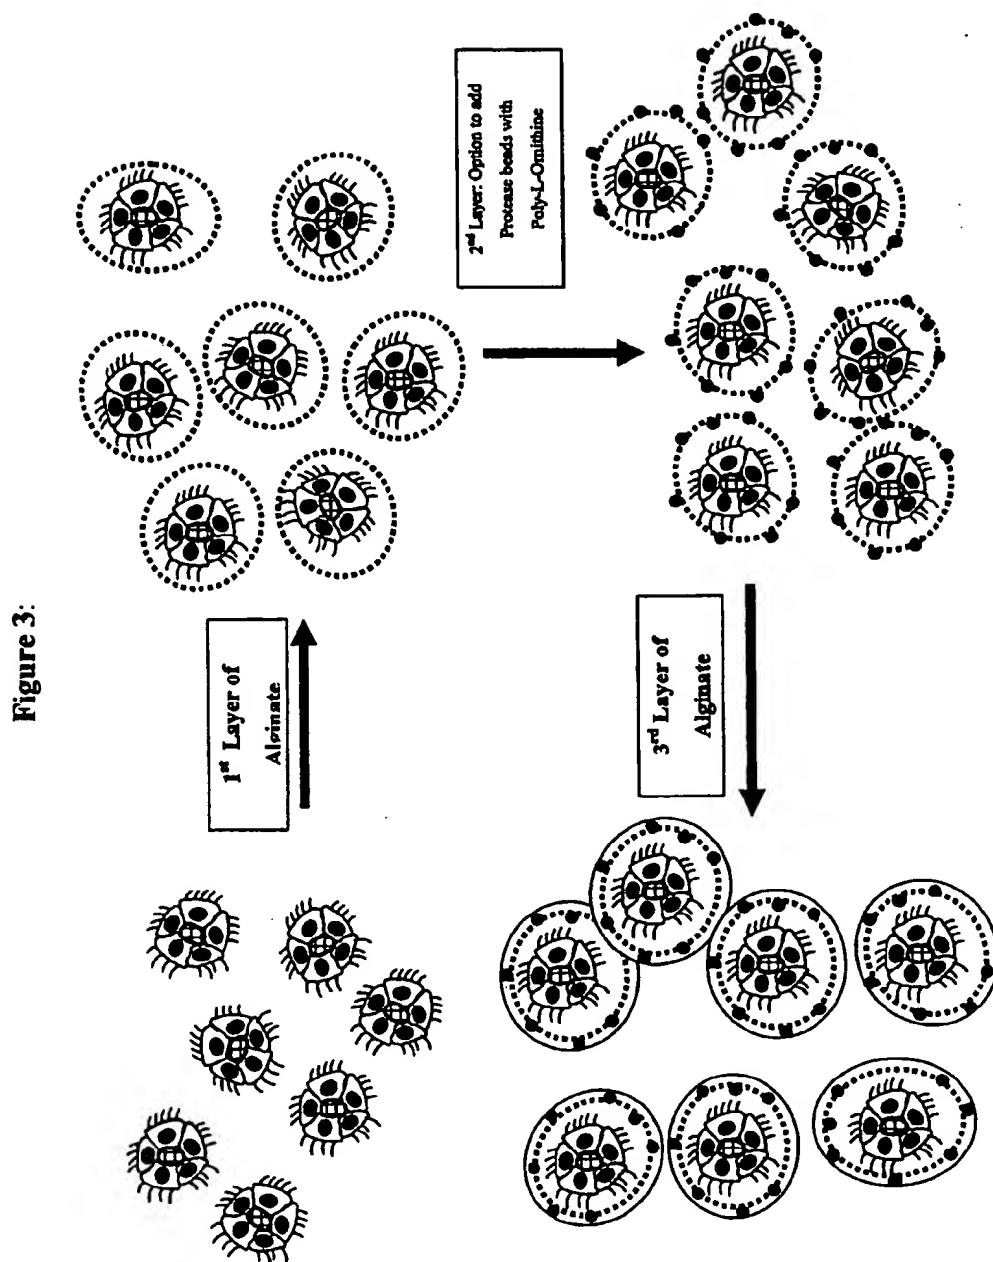 Figure 3:
1st Layer of
Alginate
2nd Layer: Option to add
Protease beads with
Poly-L-Ornithine
3rd Layer of
Alginate